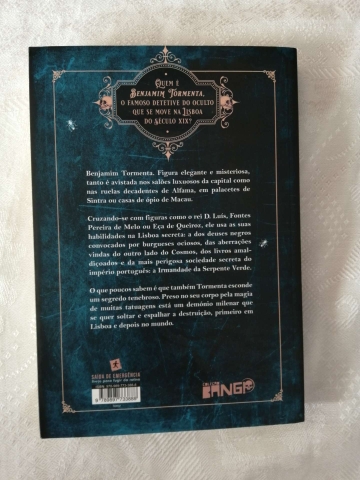 Quem é
Benjamim Tormenta,
o famoso detetive do oculto
que se move na Lisboa
do século XIX?
Benjamim Tormenta. Figura elegante e misteriosa,
tanto é avistada nos salões luxuosos da capital como
nas ruelas decadentes de Alfama, em palacetes de
Sintra ou casas de ópio de Macau.
Cruzando-se com figuras como o rei D. Luís, Fontes
Pereira de Melo ou Eça de Queiroz, ele usa as suas
habilidades na Lisboa secreta: a dos deuses negros
convocados por burgueses ociosos, das aberrações
vindas do outro lado do Cosmos, dos livros amal-
diçoados e da mais perigosa sociedade secreta do
império português: a Irmandade da Serpente Verde.
O que poucos sabem é que também Tormenta esconde
um segredo tenebroso. Preso no seu corpo pela magia
de muitas tatuagens está um demónio milenar que
se quer soltar e espalhar a destruição, primeiro em
Lisboa e depois no mundo.
SAÍDA DE EMERGÊNCIA
COLEÇÃO
BANG!